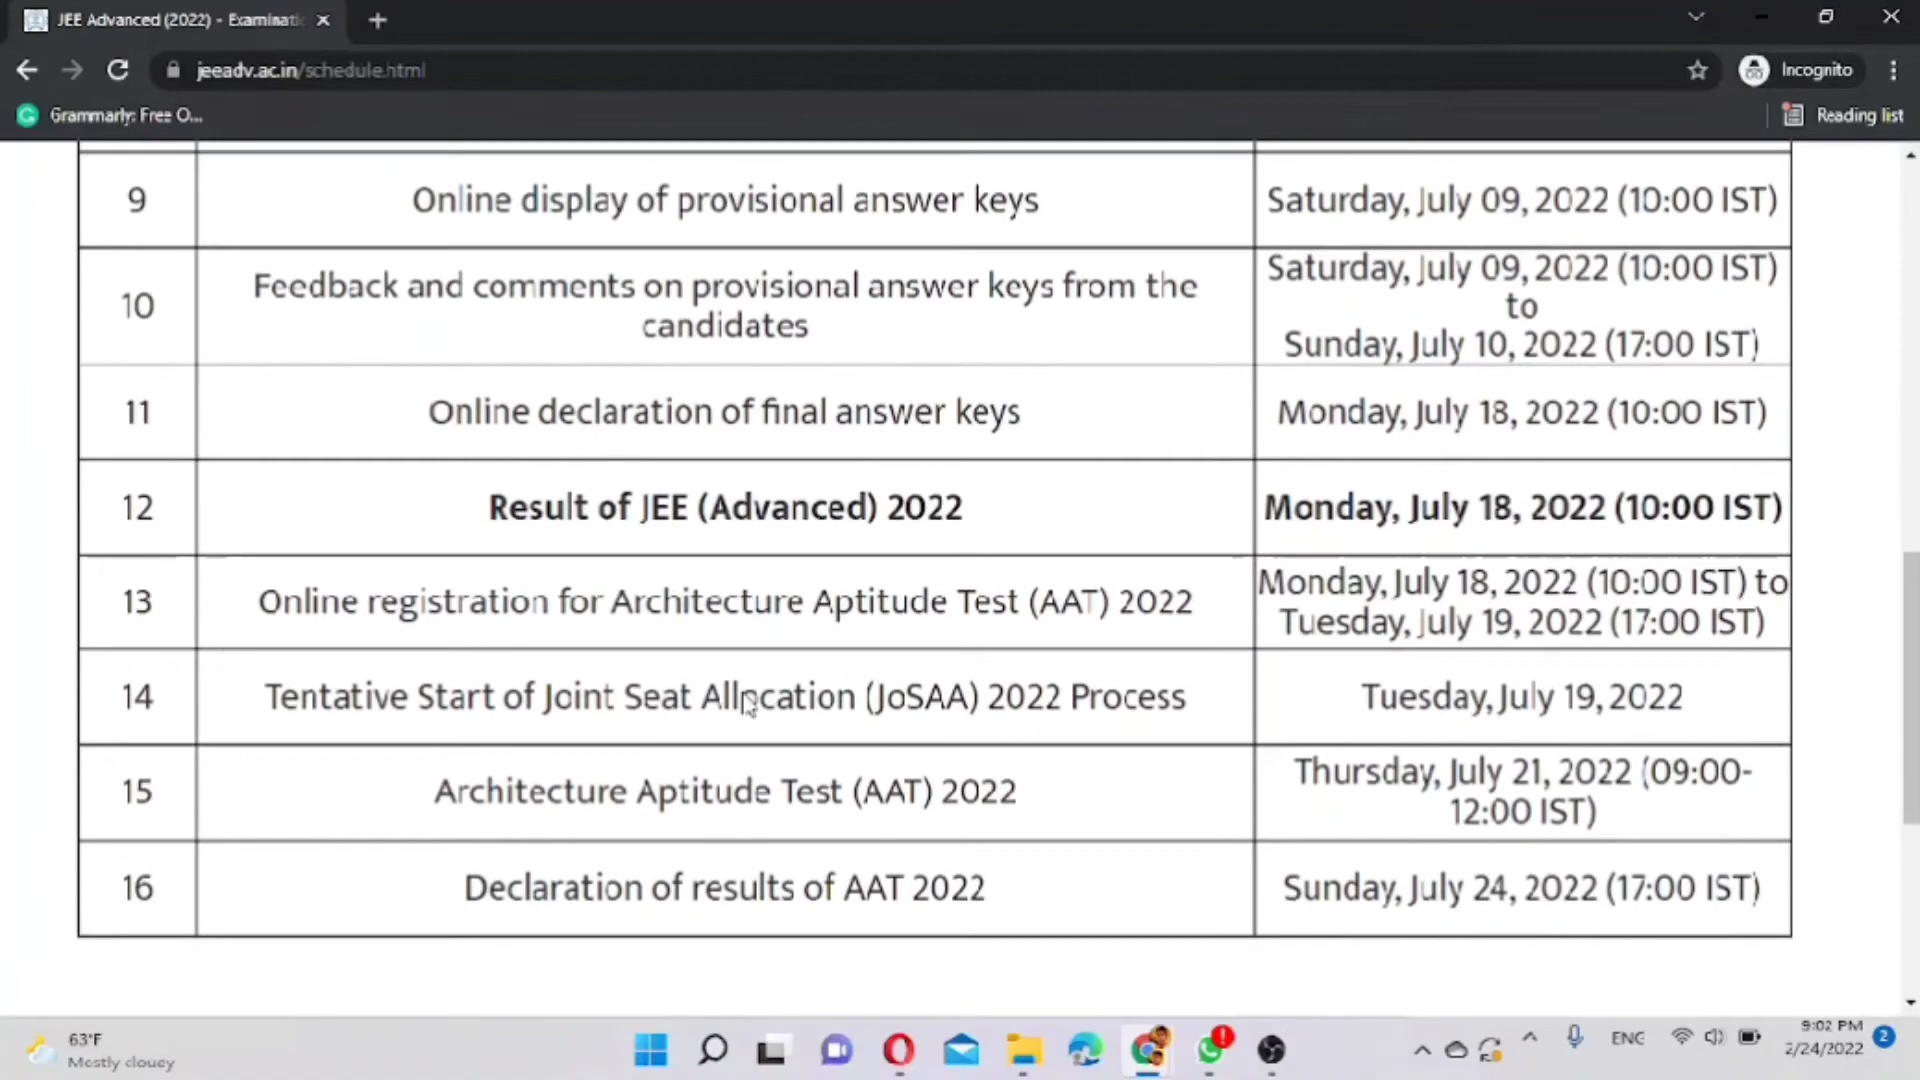 JEE Advanced (2022) - Examinati
jeeadv.ac.in/schedule.html
Incognito
Grammarly: Free O...
Reading list
9
Online display of provisional answer keys
Saturday, July 09, 2022 (10:00 IST)
10
Feedback and comments on provisional answer keys from the
candidates
Saturday, July 09, 2022 (10:00 IST)
to
Sunday, July 10, 2022 (17:00 IST)
11
Online declaration of final answer keys
Monday, July 18, 2022 (10:00 IST)
12
Result of JEE (Advanced) 2022
Monday, July 18, 2022 (10:00 IST)
13
Online registration for Architecture Aptitude Test (AAT) 2022
Monday, July 18, 2022 (10:00 IST) to
Tuesday, July 19, 2022 (17:00 IST)
14
Tentative Start of Joint Seat Allocation (JoSAA) 2022 Process
Tuesday, July 19, 2022
15
Architecture Aptitude Test (AAT) 2022
Thursday, July 21, 2022 (09:00-
12:00 IST)
16
Declaration of results of AAT 2022
Sunday, July 24, 2022 (17:00 IST)
63°F
Mostly cloudy
ENG
9:02 PM
2/24/2022
2